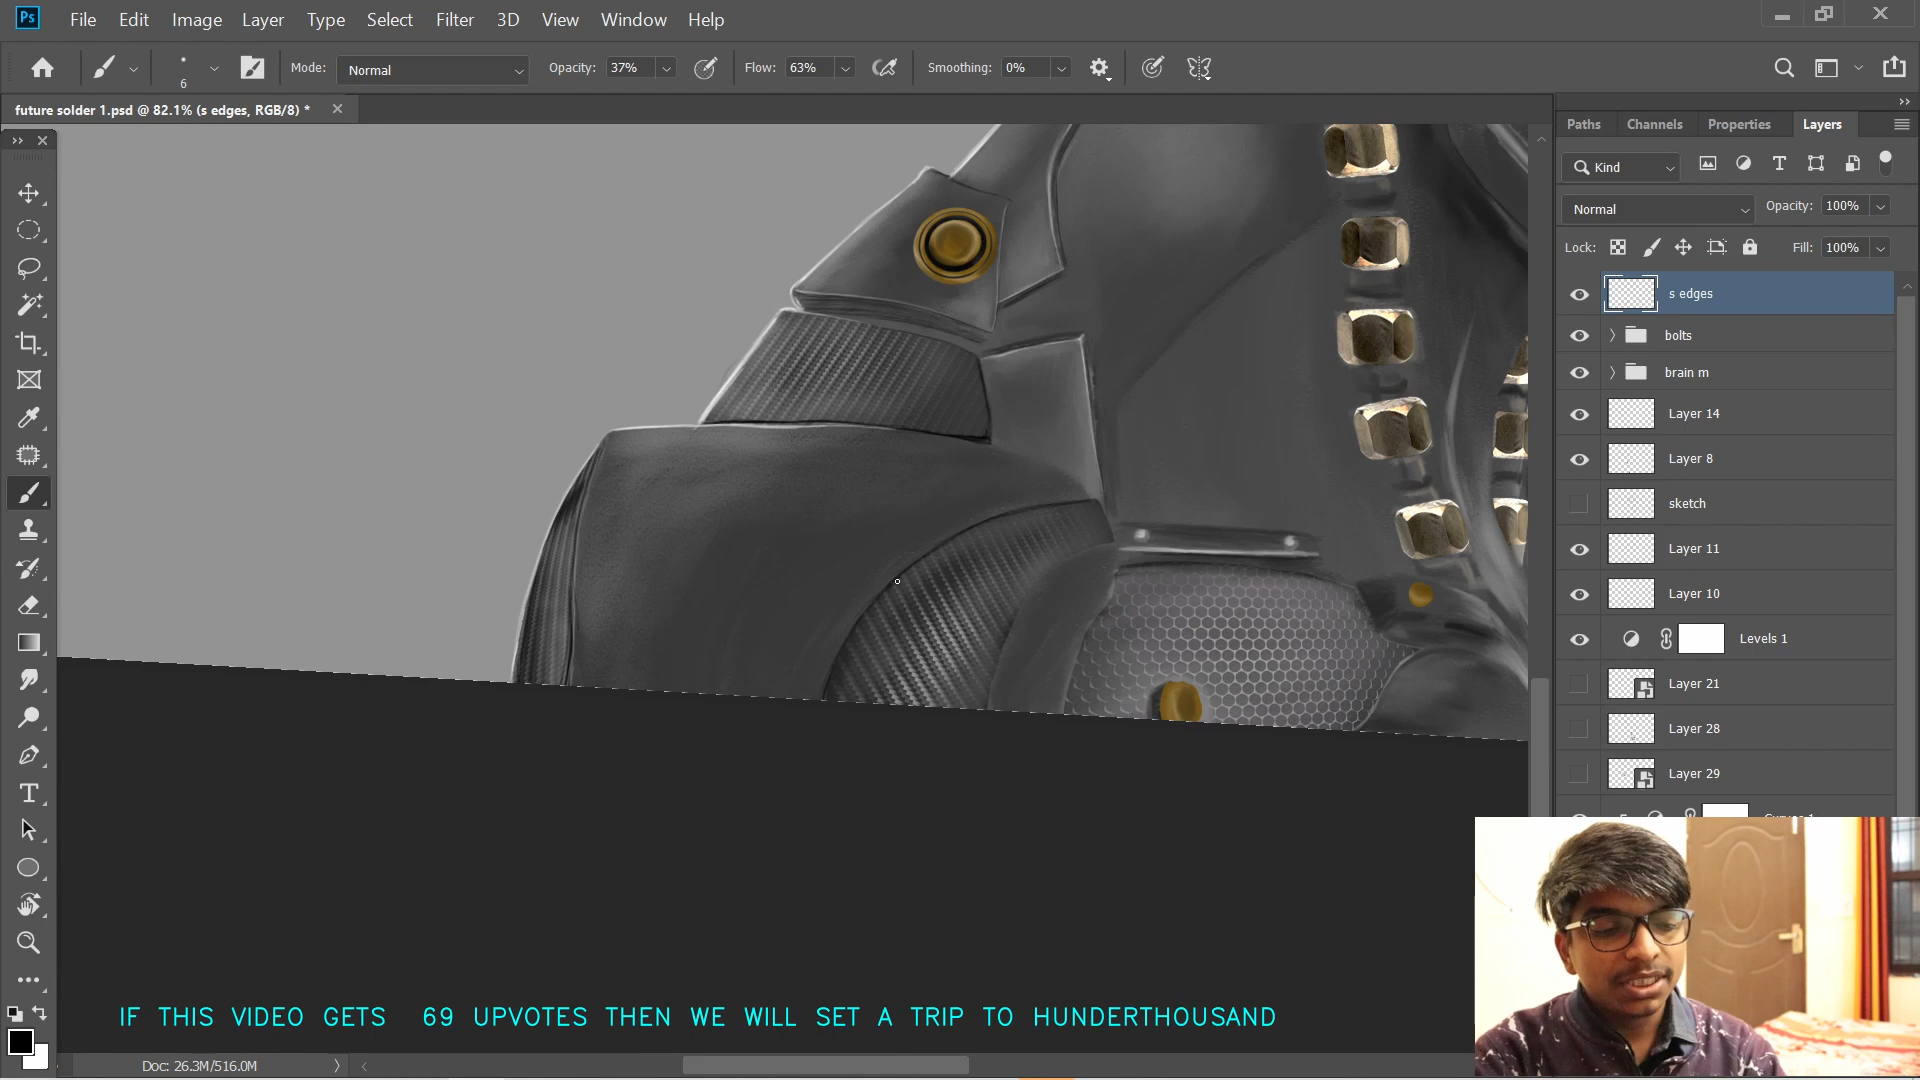 Ps File Edit Image Layer Type Select Filter 3D View Window Help
6 Mode: Normal Opacity: 37% Flow: 63% Smoothing: 0%
future solder 1.psd @ 82.1% (s edges, RGB/8) *
Paths Channels Properties Layers
Kind
Normal Opacity: 100%
Lock: Fill: 100%
s edges
bolts
brain m
Layer 14
Layer 8
sketch
Layer 11
Layer 10
Levels 1
Layer 21
Layer 28
Layer 29
IF THIS VIDEO GETS 69 UPVOTES THEN WE WILL SET A TRIP TO HUNDERTHOUSAND
Doc: 26.3M/516.0M